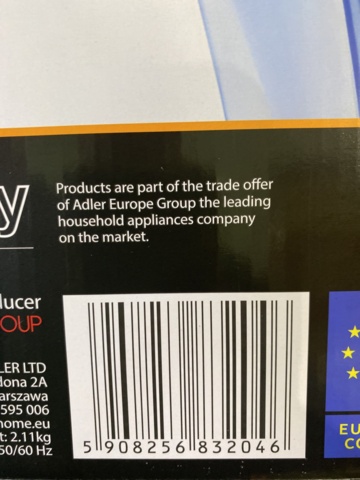 y
Products are part of the trade offer
of Adler Europe Group the leading
household appliances company
on the market.
ducer
OUP
LER LTD
dona 2A
arszawa
595 006
home.eu
t: 2.11kg
50/60 Hz
5 908256 832046
EU
CO